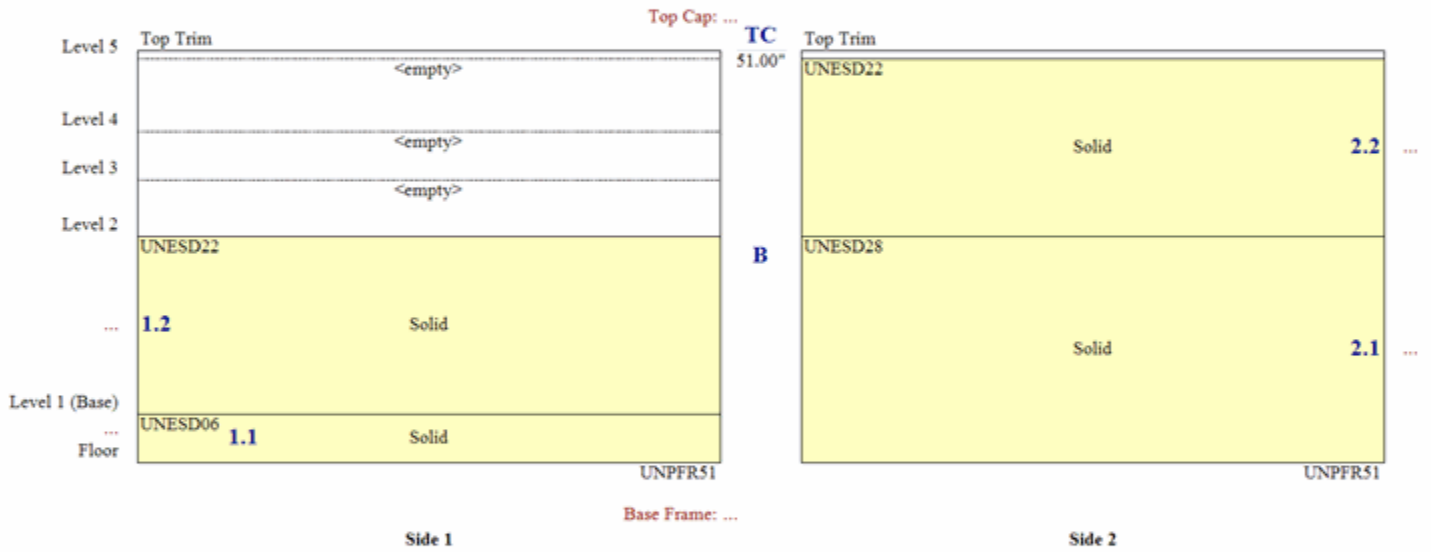 Top Cap: ...
Level 5
Top Trim
TC
Top Trim
51.00"
<empty>
UNESD22
Level 4
<empty>
Solid
2.2
...
Level 3
<empty>
Level 2
UNESD22
B
UNESD28
...
1.2
Solid
Solid
2.1
...
Level 1 (Base)
UNESD06
...
1.1
Solid
Floor
UNPFR51
UNPFR51
Base Frame: ...
Side 1
Side 2